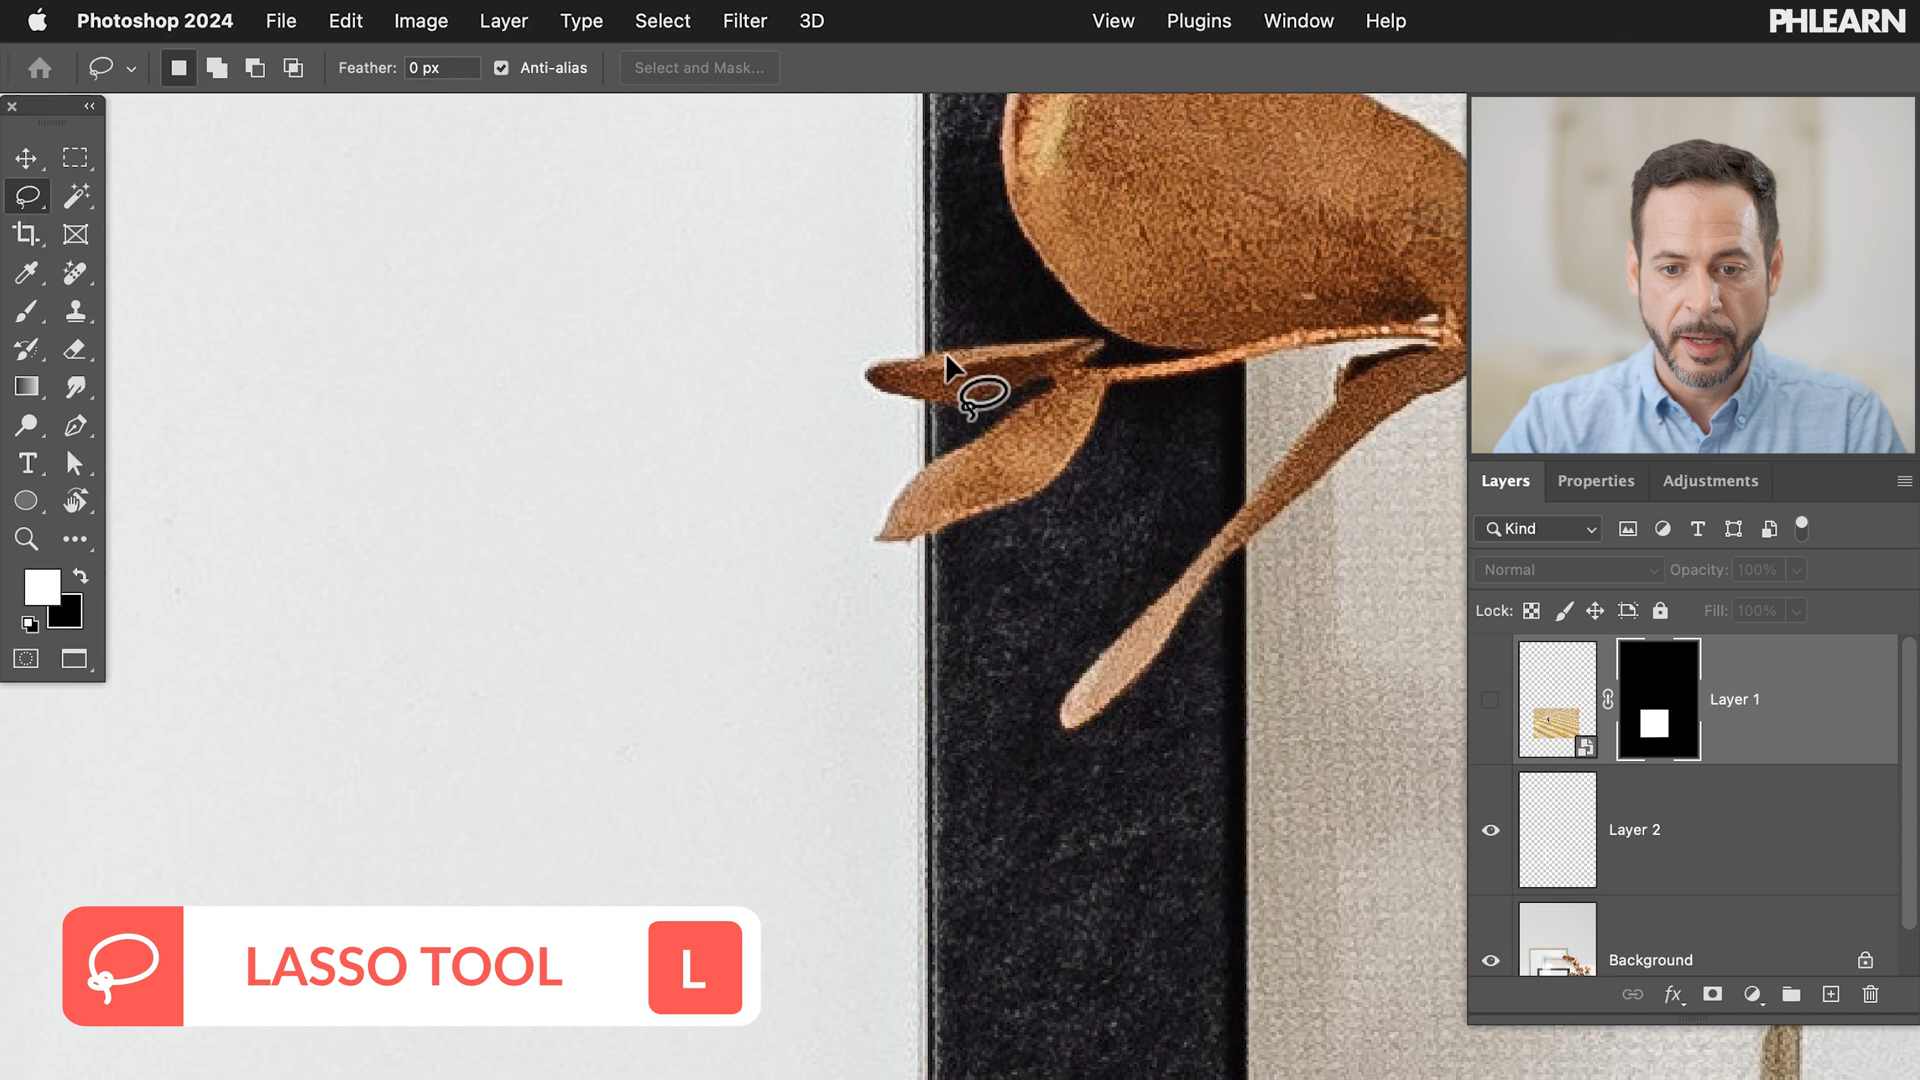 Photoshop 2024 File Edit Image Layer Type Select Filter 3D View Plugins Window Help PHLEARN
Feather: 0 px Anti-alias Select and Mask...
Layers Properties Adjustments
Kind
Normal Opacity: 100%
Lock: Fill: 100%
Layer 1
Layer 2
Background
LASSO TOOL L